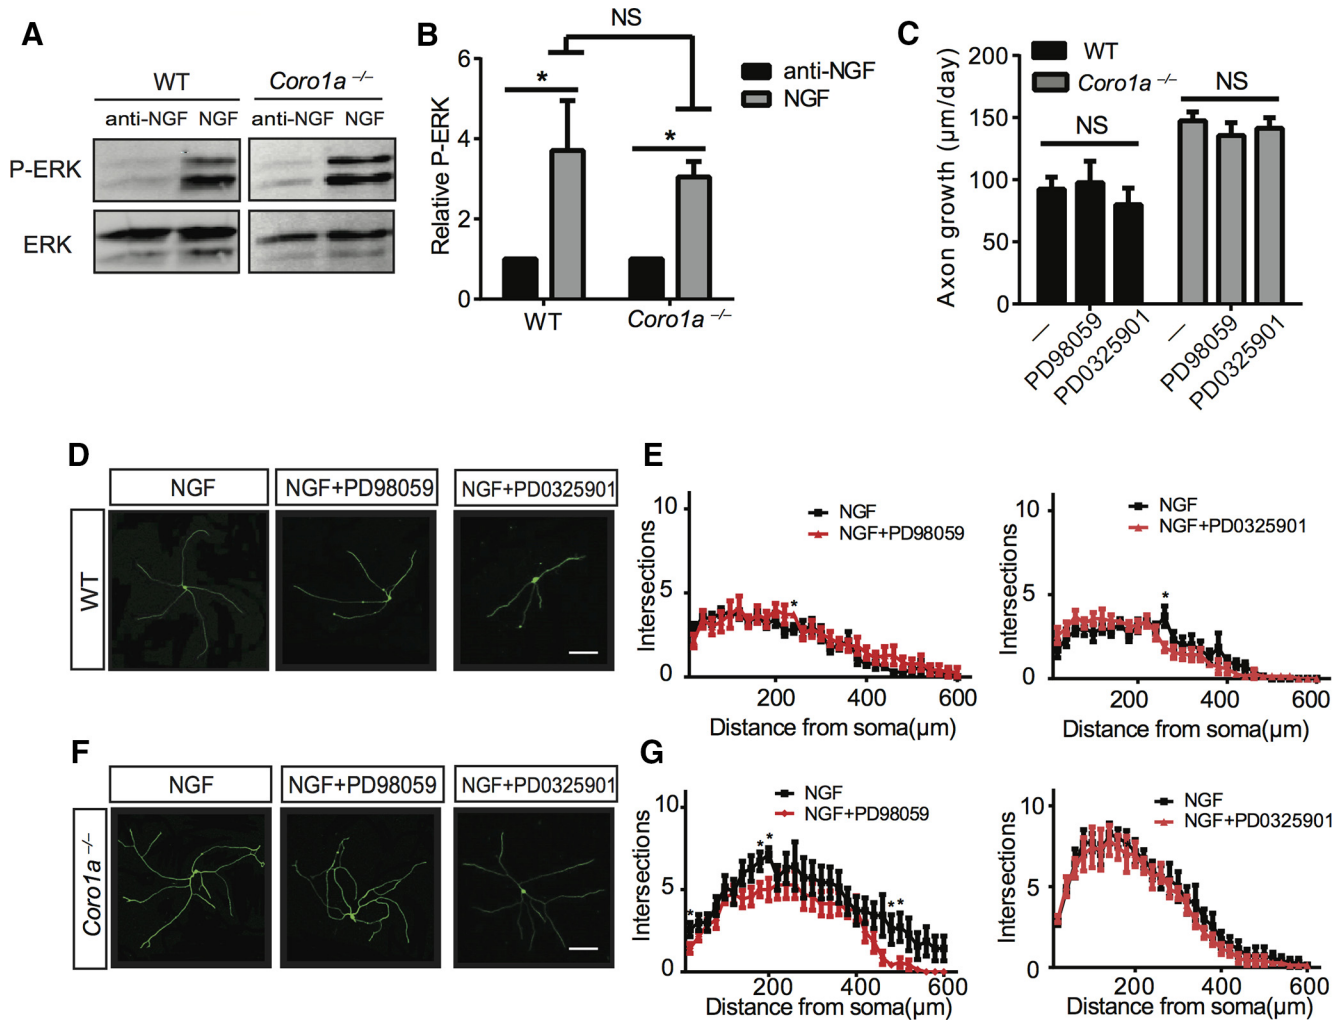 A
WT
Coro1a –/–
anti-NGF NGF anti-NGF NGF
P-ERK
ERK
B
NS
6
4
2
0
Relative P-ERK
*
*
anti-NGF
NGF
WT
Coro1a –/–
C
WT
Coro1a –/–
200
150
100
50
0
Axon growth (µm/day)
NS
NS
—
PD98059
PD0325901
—
PD98059
PD0325901
D
NGF
NGF+PD98059
NGF+PD0325901
WT
E
10
5
0
Intersections
NGF
NGF+PD98059
*
200 400 600
Distance from soma(µm)
10
5
0
Intersections
NGF
NGF+PD0325901
*
200 400 600
Distance from soma(µm)
F
NGF
NGF+PD98059
NGF+PD0325901
Coro1a –/–
G
10
5
0
Intersections
NGF
NGF+PD98059
* * * * *
200 400 600
Distance from soma(µm)
10
5
0
Intersections
NGF
NGF+PD0325901
200 400 600
Distance from soma(µm)